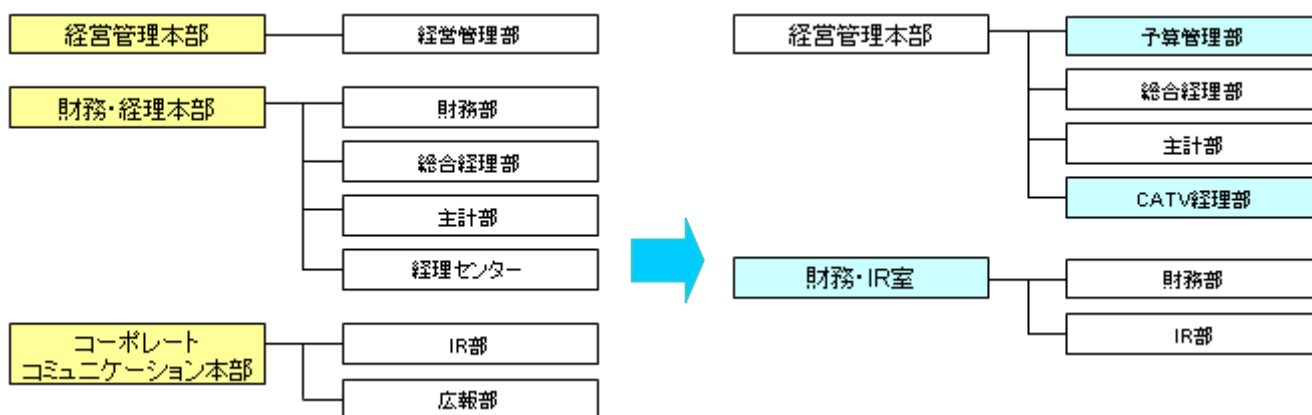 経営管理本部
経営管理部
財務・経理本部
財務部
総合経理部
主計部
経理センター
コーポレート
コミュニケーション本部
IR部
広報部
経営管理本部
予算管理部
総合経理部
主計部
CATV経理部
財務・IR室
財務部
IR部